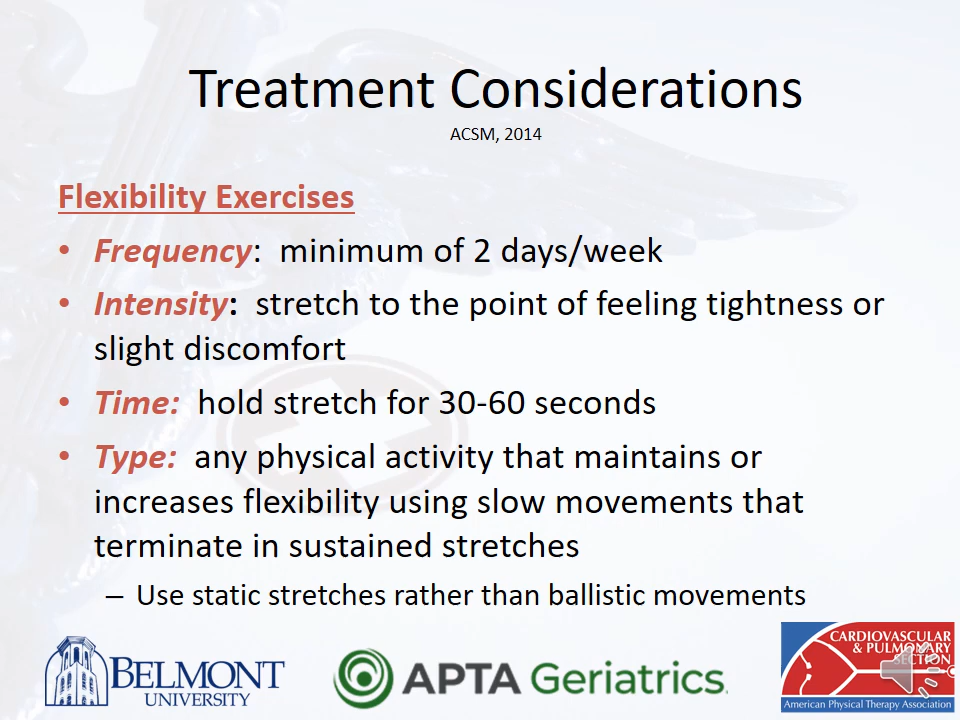 Treatment Considerations
ACSM, 2014
Flexibility Exercises
• Frequency: minimum of 2 days/week
• Intensity: stretch to the point of feeling tightness or
slight discomfort
• Time: hold stretch for 30-60 seconds
• Type: any physical activity that maintains or
increases flexibility using slow movements that
terminate in sustained stretches
– Use static stretches rather than ballistic movements
BELMONT
UNIVERSITY
APTA Geriatrics
CARDIOVASCULAR
& PULMONARY
SECTION
American Physical Therapy Association